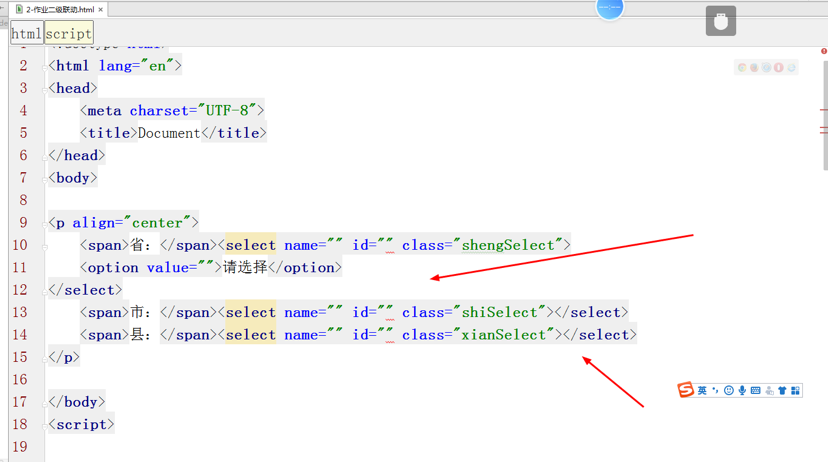 2-作业二级联动.html ×
html script
2 <html lang="en">
3 <head>
4 <meta charset="UTF-8">
5 <title>Document</title>
6 </head>
7 <body>
8
9 <p align="center">
10 <span>省: </span><select name="" id="" class="shengSelect">
11 <option value="">请选择</option>
12 </select>
13 <span>市: </span><select name="" id="" class="shiSelect"></select>
14 <span>县: </span><select name="" id="" class="xianSelect"></select>
15 </p>
16
17 </body>
18 <script>
19
S 英